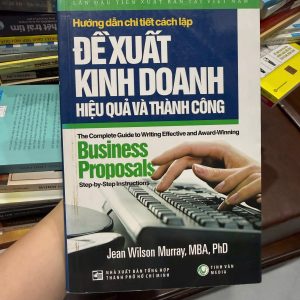 LẦN ĐẦU TIÊN XUẤT BẢN TẠI VIỆT NAM
Hướng dẫn chi tiết cách lập
ĐỀ XUẤT
KINH DOANH
HIỆU QUẢ VÀ THÀNH CÔNG
The Complete Guide to Writing Effective and Award-Winning
Business
Proposals
Step-by-Step Instructions
Jean Wilson Murray, MBA, PhD
NHÀ XUẤT BẢN TỔNG HỢP
THÀNH PHỐ HỒ CHÍ MINH
TINH VĂN
MEDIA